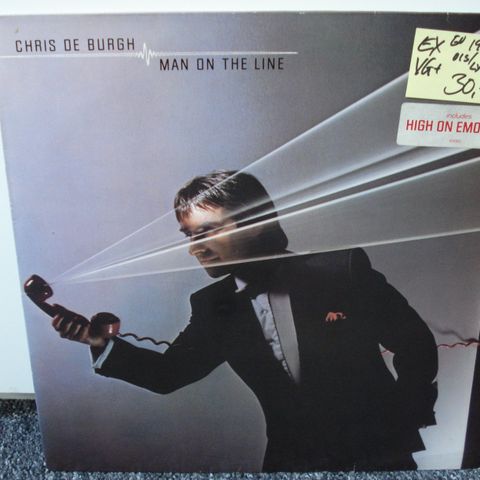 CHRIS DE BURGH
MAN ON THE LINE
EX
VG+
30,
includes
HIGH ON EMO